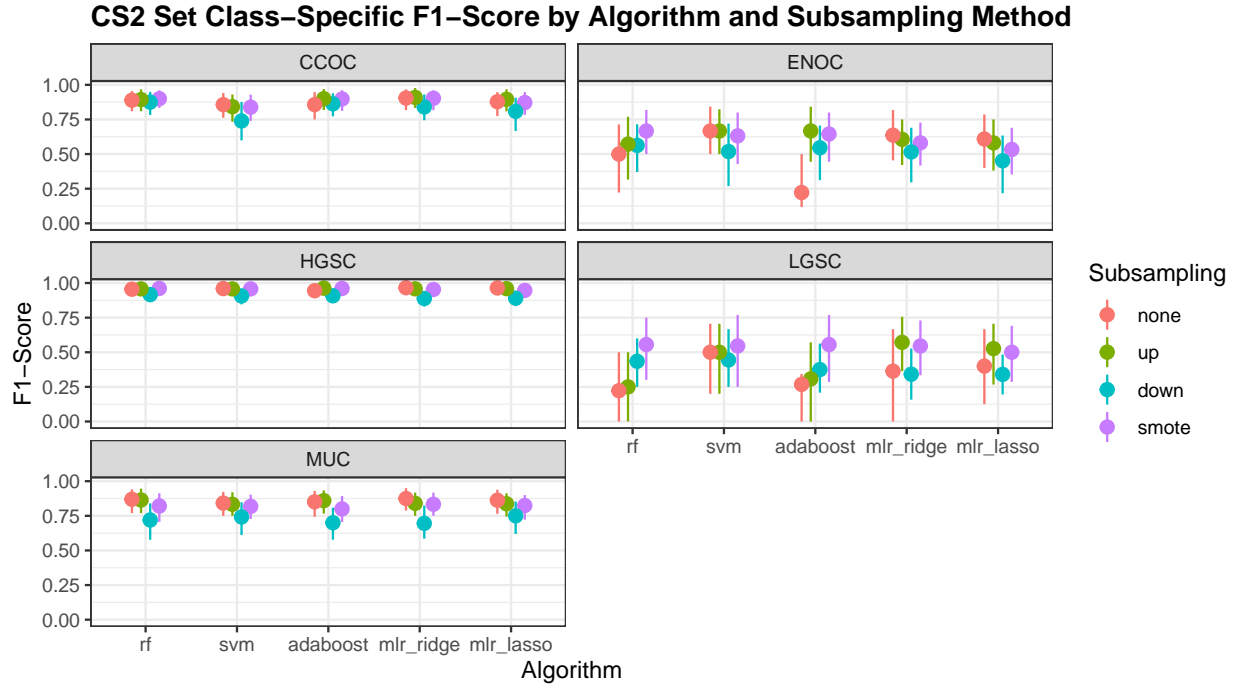 CS2 Set Class−Specific F1−Score by Algorithm and Subsampling Method
CCOC
ENOC
1.00
0.75
0.50
0.25
0.00
HGSC
LGSC
1.00
0.75
0.50
0.25
0.00
rf svm adaboost mlr_ridge mlr_lasso
MUC
1.00
0.75
0.50
0.25
0.00
rf svm adaboost mlr_ridge mlr_lasso
Algorithm
F1−Score
Subsampling
none
up
down
smote